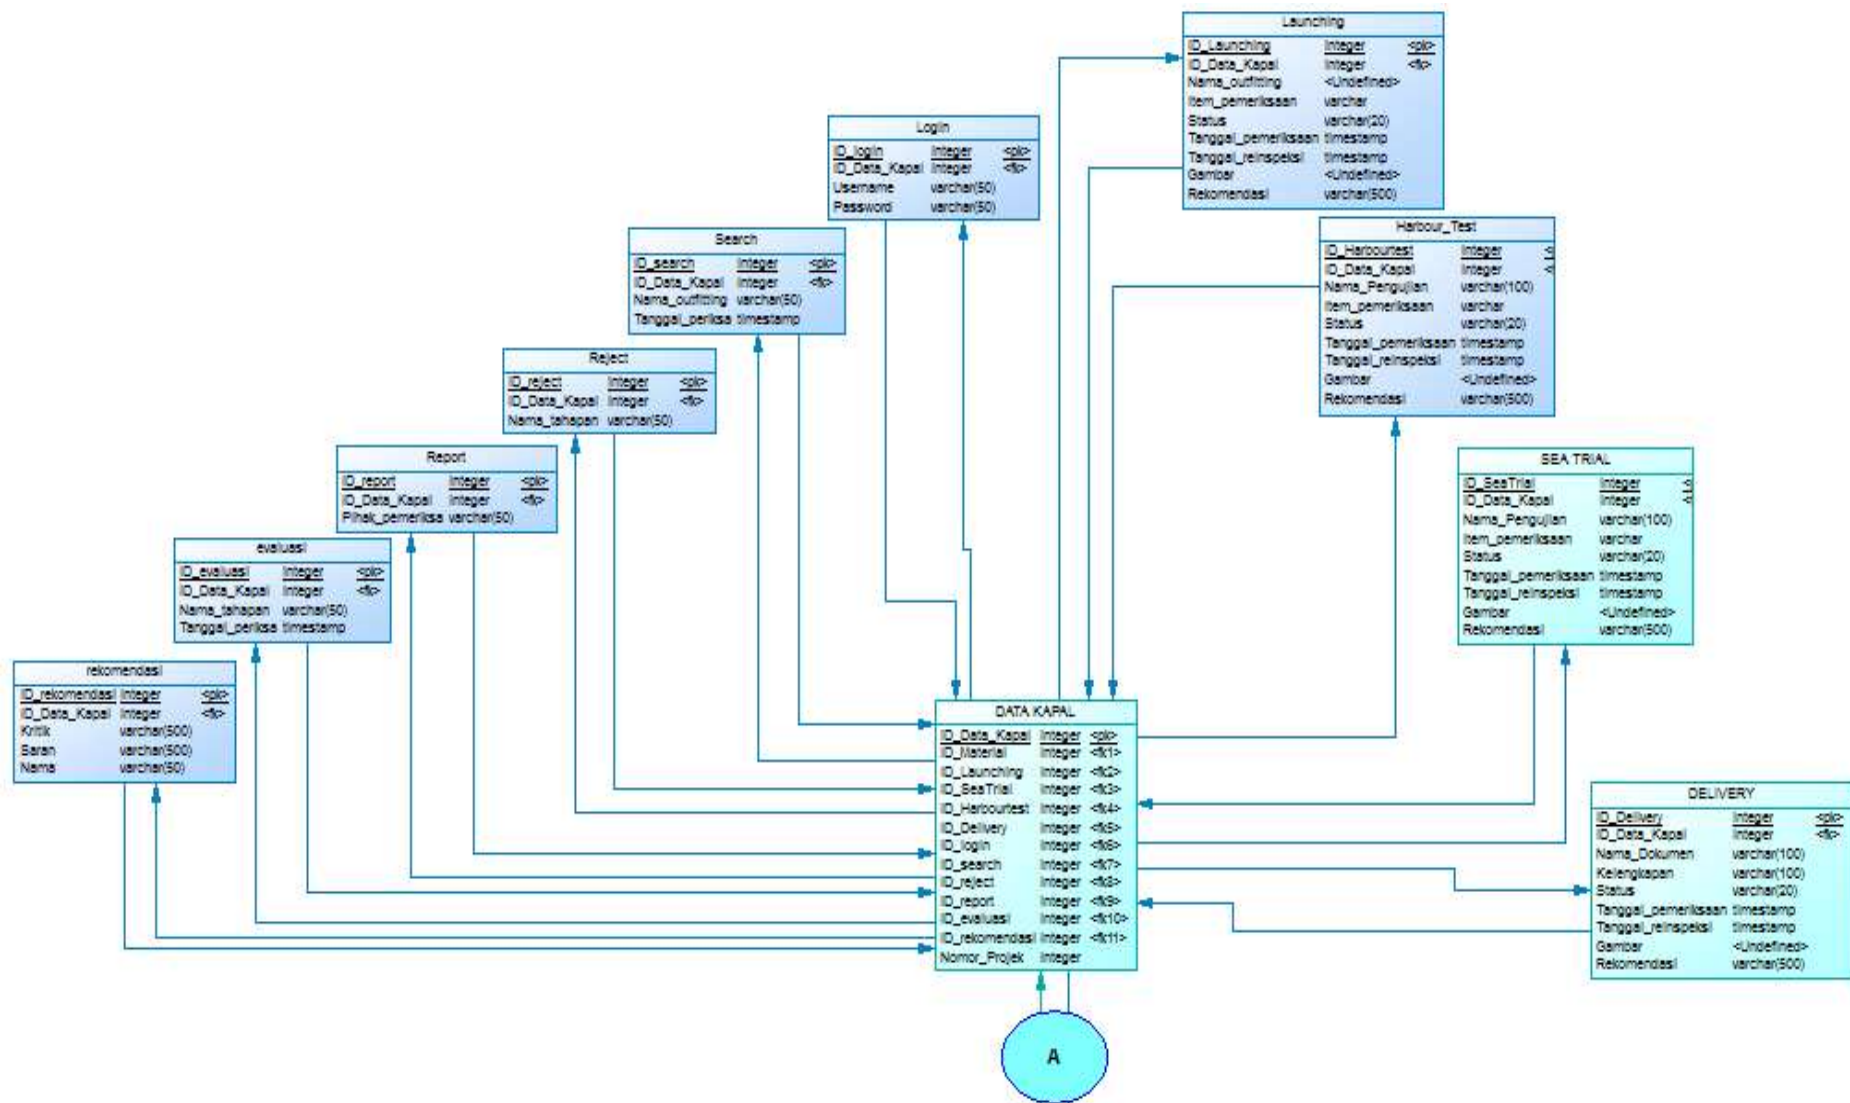 Launching
ID_Launching Integer <pk>
ID_Data_Kapal Integer <fk>
Nama_outfitting <Undefined>
Item_pemeriksaan varchar
Status varchar(20)
Tanggal_pemeriksaan timestamp
Tanggal_reinspeksi timestamp
Gambar <Undefined>
Rekomendasi varchar(500)
Login
ID_login Integer <pk>
ID_Data_Kapal Integer <fk>
Username varchar(50)
Password varchar(50)
Harbour_Test
ID_Harbourtest Integer <
ID_Data_Kapal Integer <
Nama_Pengujian varchar(100)
Item_pemeriksaan varchar
Status varchar(20)
Tanggal_pemeriksaan timestamp
Tanggal_reinspeksi timestamp
Gambar <Undefined>
Rekomendasi varchar(500)
Search
ID_search Integer <pk>
ID_Data_Kapal Integer <fk>
Nama_outfitting varchar(50)
Tanggal_periksa timestamp
Reject
ID_reject Integer <pk>
ID_Data_Kapal Integer <fk>
Nama_tahapan varchar(50)
Report
ID_report Integer <pk>
ID_Data_Kapal Integer <fk>
Pihak_pemeriksa varchar(50)
SEA TRIAL
ID_SeaTrial Integer <
ID_Data_Kapal Integer <
Nama_Pengujian varchar(100)
Item_pemeriksaan varchar
Status varchar(20)
Tanggal_pemeriksaan timestamp
Tanggal_reinspeksi timestamp
Gambar <Undefined>
Rekomendasi varchar(500)
evaluasi
ID_evaluasi Integer <pk>
ID_Data_Kapal Integer <fk>
Nama_tahapan varchar(50)
Tanggal_periksa timestamp
rekomendasi
ID_rekomendasi Integer <pk>
ID_Data_Kapal Integer <fk>
Kritik varchar(500)
Saran varchar(500)
Nama varchar(50)
DATA KAPAL
ID_Data_Kapal Integer <pk>
ID_Material Integer <fk1>
ID_Launching Integer <fk2>
ID_SeaTrial Integer <fk3>
ID_Harbourtest Integer <fk4>
ID_Delivery Integer <fk5>
ID_login Integer <fk6>
ID_search Integer <fk7>
ID_reject Integer <fk8>
ID_report Integer <fk9>
ID_evaluasi Integer <fk10>
ID_rekomendasi Integer <fk11>
Nomor_Projek Integer
DELIVERY
ID_Delivery Integer <pk>
ID_Data_Kapal Integer <fk>
Nama_Dokumen varchar(100)
Kelengkapan varchar(100)
Status varchar(20)
Tanggal_pemeriksaan timestamp
Tanggal_reinspeksi timestamp
Gambar <Undefined>
Rekomendasi varchar(500)
A